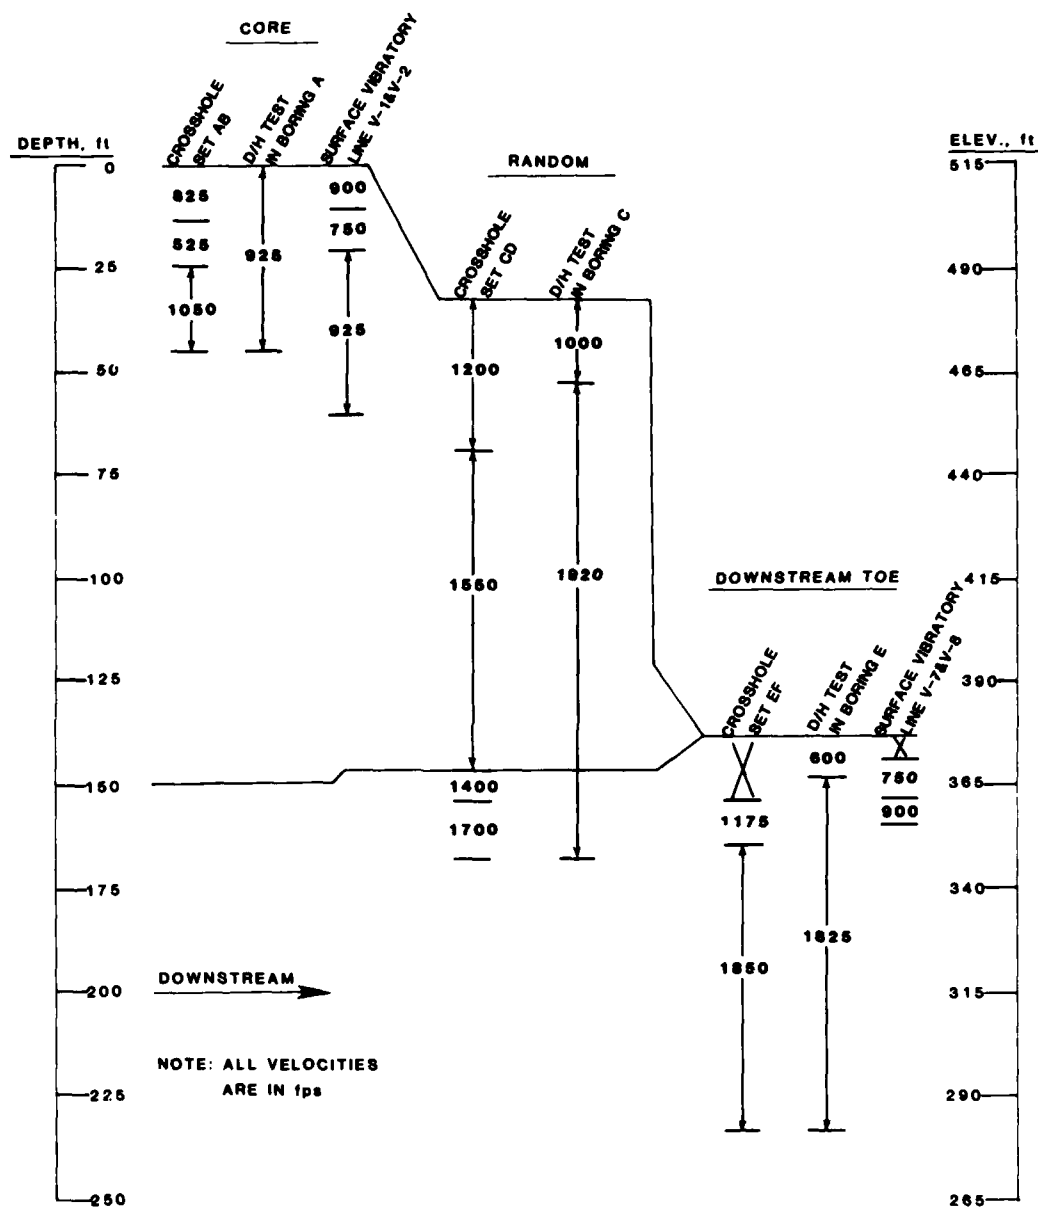 CORE
DEPTH, ft
CROSSHOLE
SET AB
D/H TEST
IN BORING A
SURFACE VIBRATORY
LINE V-1&V-2
ELEV., ft
RANDOM
0
515
825
900
525
925
750
CROSSHOLE
SET CD
D/H TEST
IN BORING C
25
490
1050
925
1000
50
1200
465
75
440
100
1550
1920
DOWNSTREAM TOE
415
125
CROSSHOLE
SET EF
D/H TEST
IN BORING E
SURFACE VIBRATORY
LINE V-7&V-8
390
600
150
1400
750
365
1700
1175
900
175
340
1825
1850
DOWNSTREAM
200
315
NOTE: ALL VELOCITIES
ARE IN fps
225
290
250
265